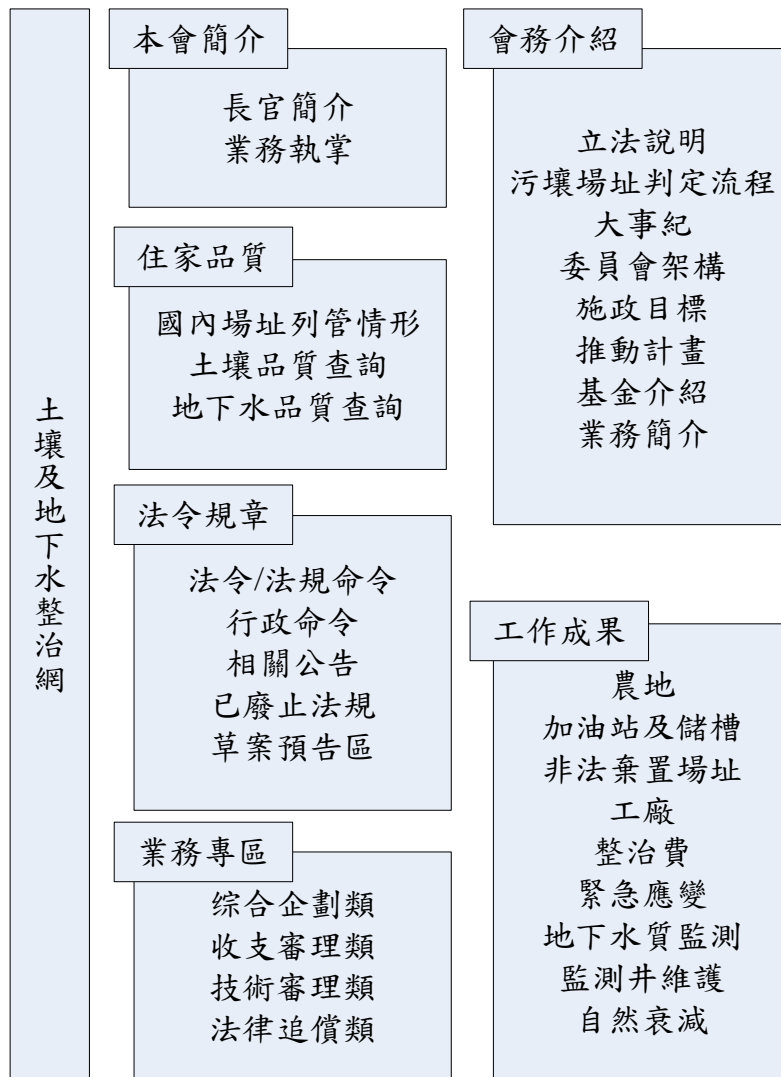 土壤及地下水整治網
本會簡介
長官簡介
業務執掌
住家品質
國內場址列管情形
土壤品質查詢
地下水品質查詢
法令規章
法令/法規命令
行政命令
相關公告
已廢止法規
草案預告區
業務專區
综合企劃類
收支審理類
技術審理類
法律追償類
會務介紹
立法說明
污壤場址判定流程
大事紀
委員會架構
施政目標
推動計畫
基金介紹
業務簡介
工作成果
農地
加油站及儲槽
非法棄置場址
工廠
整治費
緊急應變
地下水質監測
監測井維護
自然衰減